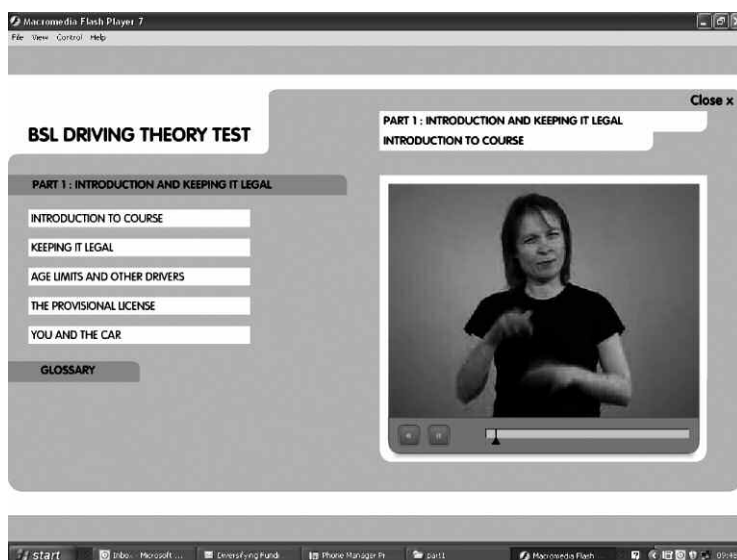 Macromedia Flash Player 7
File View Control Help
Close x
BSL DRIVING THEORY TEST
PART 1 : INTRODUCTION AND KEEPING IT LEGAL
INTRODUCTION TO COURSE
PART 1 : INTRODUCTION AND KEEPING IT LEGAL
INTRODUCTION TO COURSE
KEEPING IT LEGAL
AGE LIMITS AND OTHER DRIVERS
THE PROVISIONAL LICENSE
YOU AND THE CAR
GLOSSARY
start Inbox - Microsoft ... Diversifying Fundi Phone Manager Pr part1 Macromedia Flash 09:48